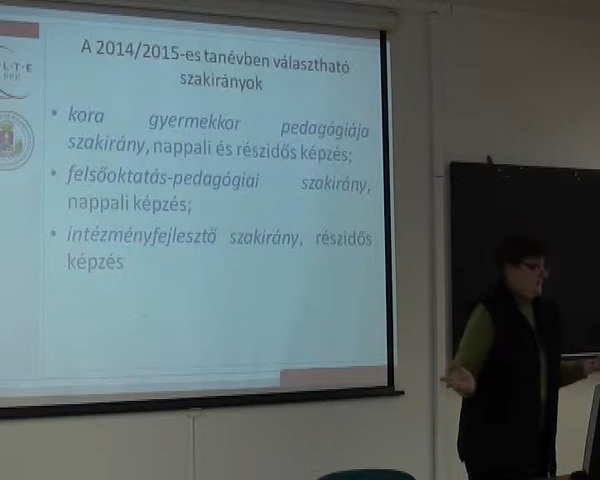 A 2014/2015-es tanévben választható
szakirányok
L·T·E
PPK
• kora gyermekkor pedagógiája
szakirány, nappali és részidős képzés;
• felsőoktatás-pedagógiai szakirány,
nappali képzés;
• intézményfejlesztő szakirány, részidős
képzés